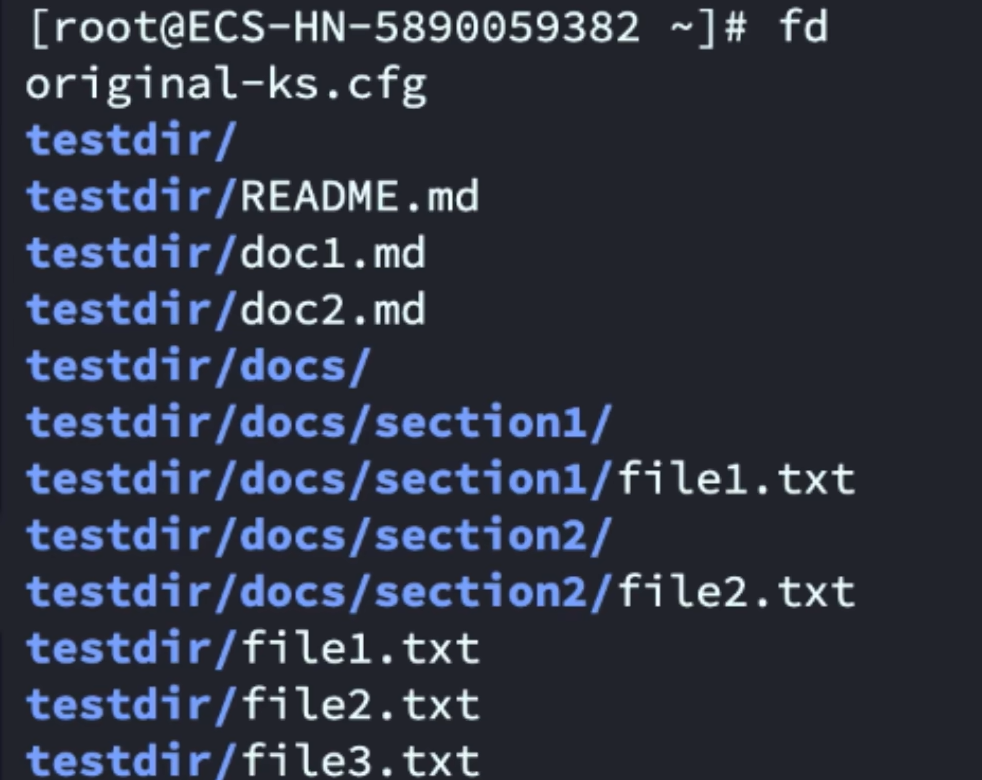 [root@ECS-HN-5890059382 ~]# fd
original-ks.cfg
testdir/
testdir/README.md
testdir/doc1.md
testdir/doc2.md
testdir/docs/
testdir/docs/section1/
testdir/docs/section1/file1.txt
testdir/docs/section2/
testdir/docs/section2/file2.txt
testdir/file1.txt
testdir/file2.txt
testdir/file3.txt